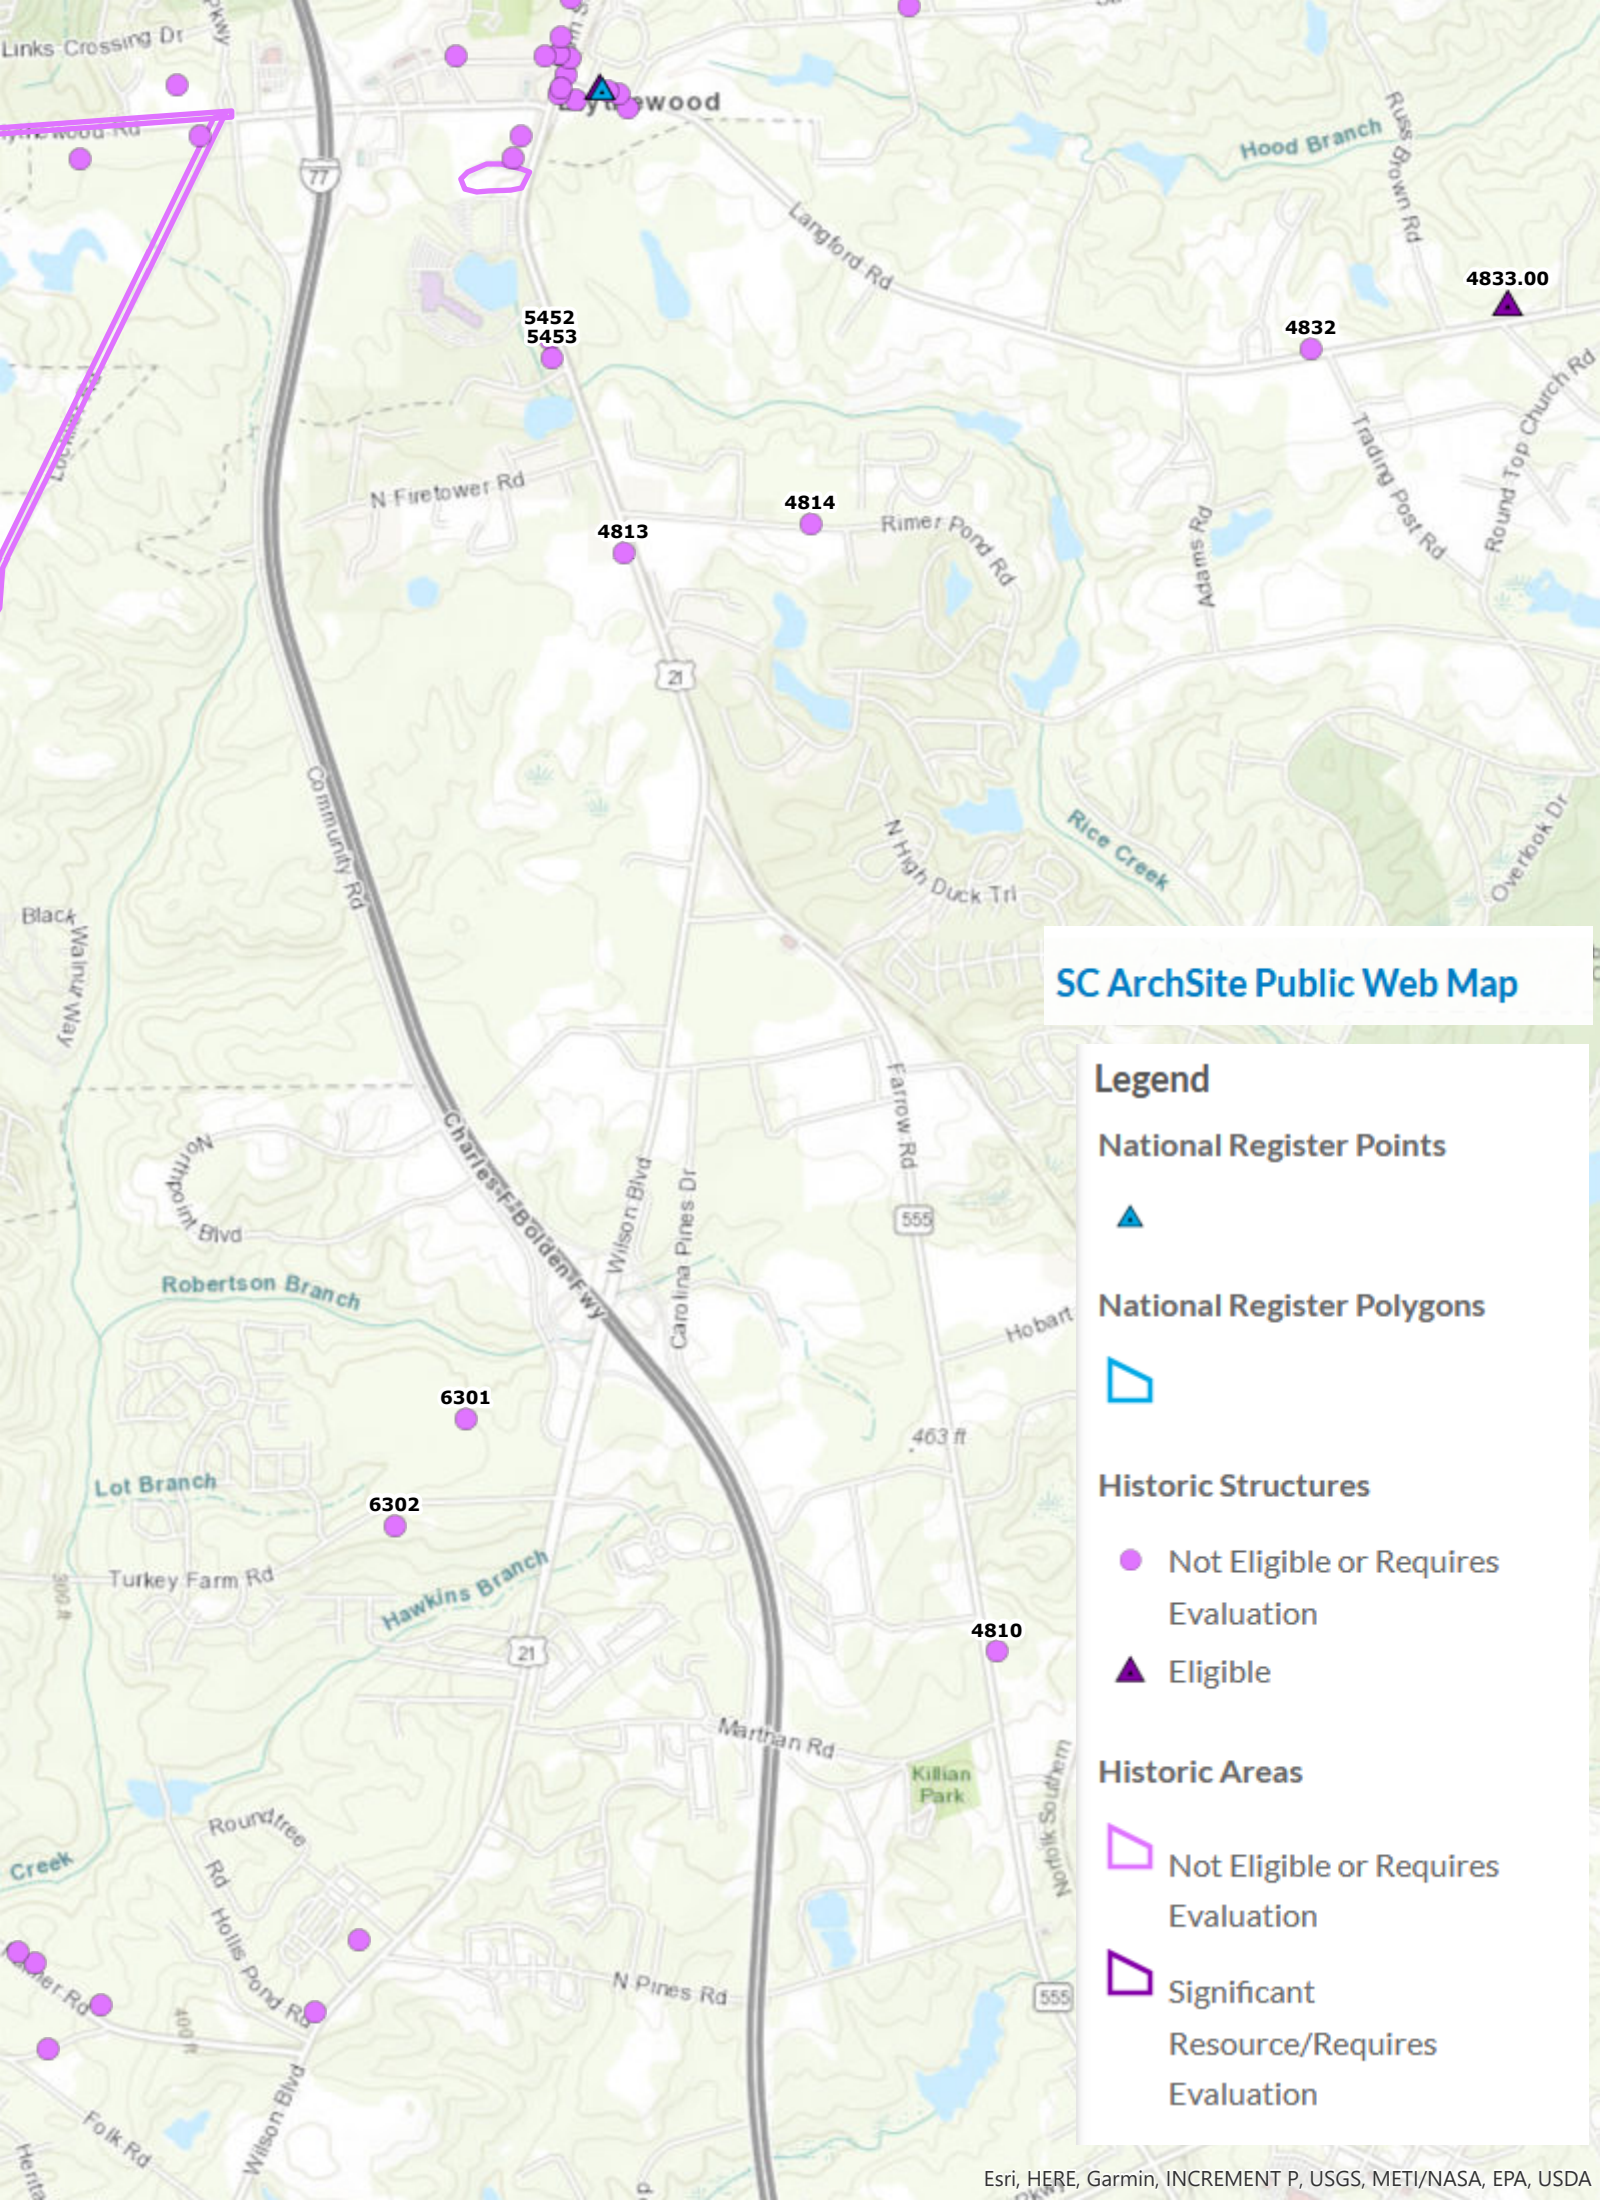 Links Crossing Dr
Pkwy
77
Hood Branch
Russ Brown Rd
Langford Rd
4833.00
5452
5453
4832
Trading Post Rd
Round Top Church Rd
N Firetower Rd
4814
4813
Rimer Pond Rd
Adams Rd
21
Community Rd
N High Duck Trl
Rice Creek
Overlook Dr
Black Walnut Way
SC ArchSite Public Web Map
Legend
National Register Points
National Register Polygons
Historic Structures
Not Eligible or Requires
Evaluation
Eligible
Historic Areas
Not Eligible or Requires
Evaluation
Significant
Resource/Requires
Evaluation
Farrow Rd
Charles F Bolden Fwy
Northpoint Blvd
Wilson Blvd
Carolina Pines Dr
555
Robertson Branch
Hobart
6301
463 ft
Lot Branch
6302
Turkey Farm Rd
Hawkins Branch
300 ft
21
4810
Marthan Rd
Killian
Park
Norfolk Southern
Roundtree
Rd
Creek
Hollis Pond Rd
N Pines Rd
555
400 ft
Wilson Blvd
Folk Rd
Esri, HERE, Garmin, INCREMENT P, USGS, METI/NASA, EPA, USDA